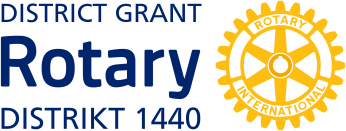 DISTRICT GRANT
Rotary
DISTRIKT 1440
ROTARY
INTERNATIONAL